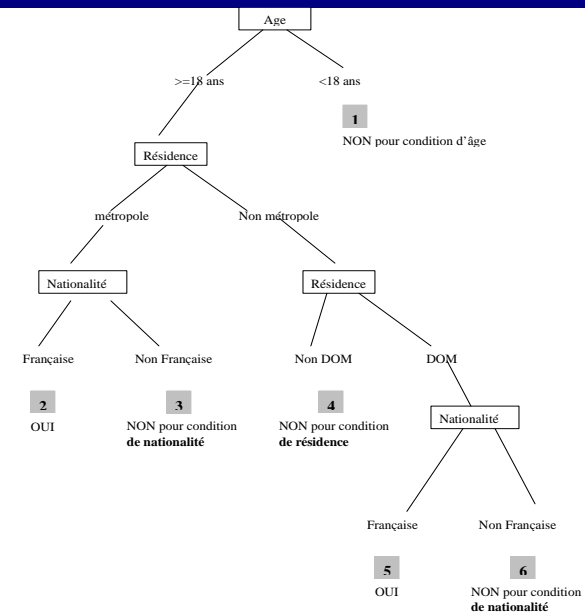 Age
>=18 ans
<18 ans
1
NON pour condition d'âge
Résidence
métropole
Non métropole
Nationalité
Résidence
Française
Non Française
Non DOM
DOM
2
3
4
Nationalité
OUI
NON pour condition
de nationalité
NON pour condition
de résidence
Française
Non Française
5
6
OUI
NON pour condition
de nationalité